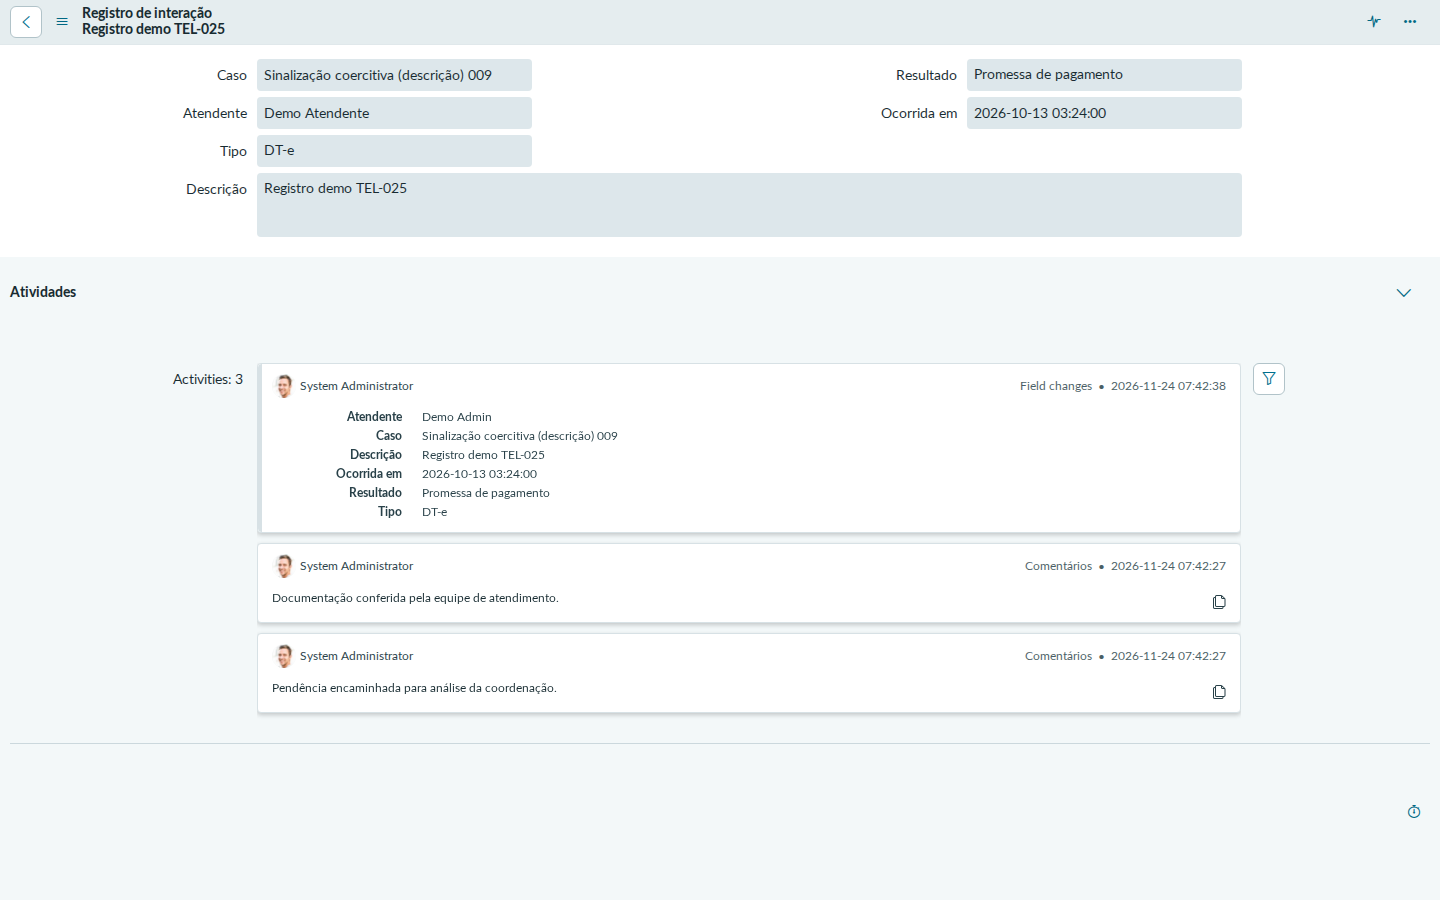 Registro de interação
Registro demo TEL-025
Caso Sinalização coercitiva (descrição) 009
Resultado Promessa de pagamento
Atendente Demo Atendente
Ocorrida em 2026-10-13 03:24:00
Tipo DT-e
Descrição Registro demo TEL-025
Atividades
Activities: 3
System Administrator Field changes • 2026-11-24 07:42:38
Atendente Demo Admin
Caso Sinalização coercitiva (descrição) 009
Descrição Registro demo TEL-025
Ocorrida em 2026-10-13 03:24:00
Resultado Promessa de pagamento
Tipo DT-e
System Administrator Comentários • 2026-11-24 07:42:27
Documentação conferida pela equipe de atendimento.
System Administrator Comentários • 2026-11-24 07:42:27
Pendência encaminhada para análise da coordenação.